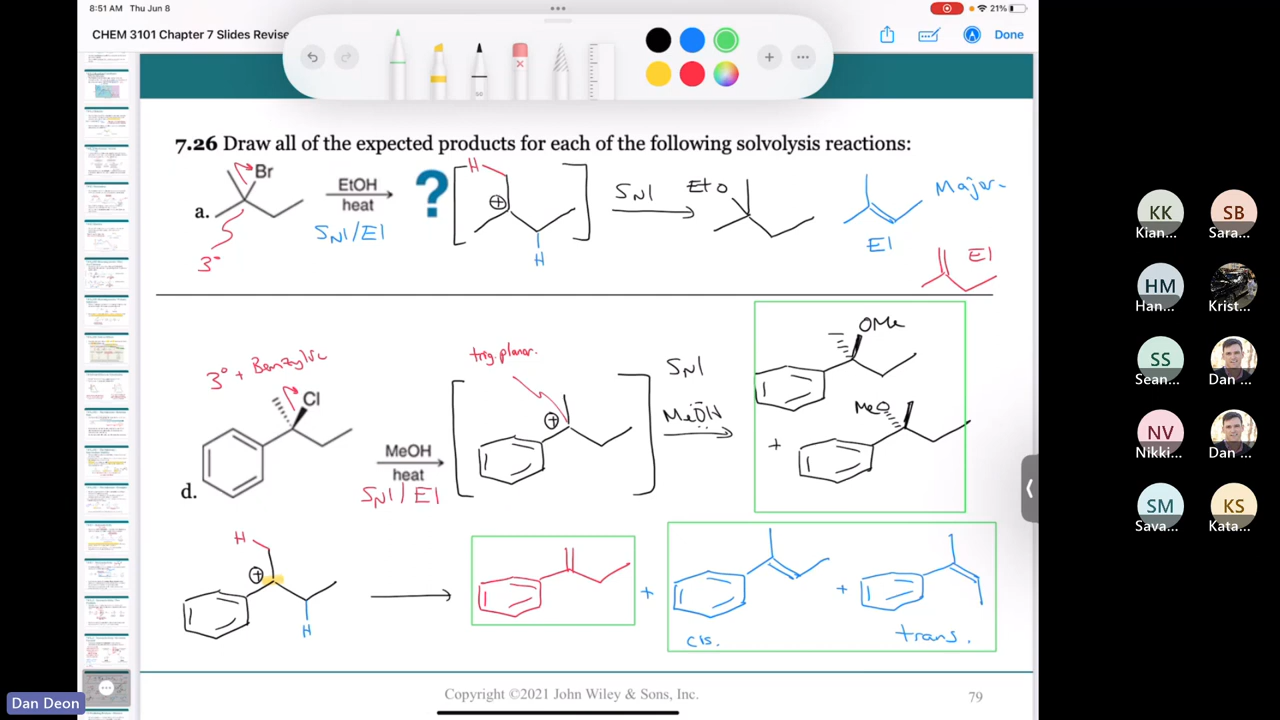 8:51 AM Thu Jun 8
21%
CHEM 3101 Chapter 7 Slides Revise
Done
7.26 Draw all of the expected products for each of the following solvolysis reactions:
a.
Br
3°
EtOH
heat
SN1/E1
?
H
H
SN1
EtO
Major
E1
E1
3° + Benzylic
Cl
d.
MeOH
heat
SN1/E1
trig. planar
SN1
MeOH
OMe
MeO
+
H
H
+
cis.
+
trans.
Copyright ©2021 John Wiley & Sons, Inc.
79
Dan Deon
KK
Kian...
SB
Sara...
HM
Han...
Krist...
SS
Sean...
Dan ...
NV
Nikki...
Dan ...
SM
Sava...
KS
Kata...